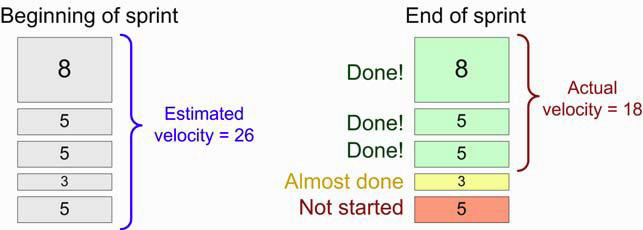 Beginning of sprint
8
5
5
3
5
Estimated
velocity = 26
End of sprint
Done!
8
Done!
5
Done!
5
Almost done
3
Not started
5
Actual
velocity = 18